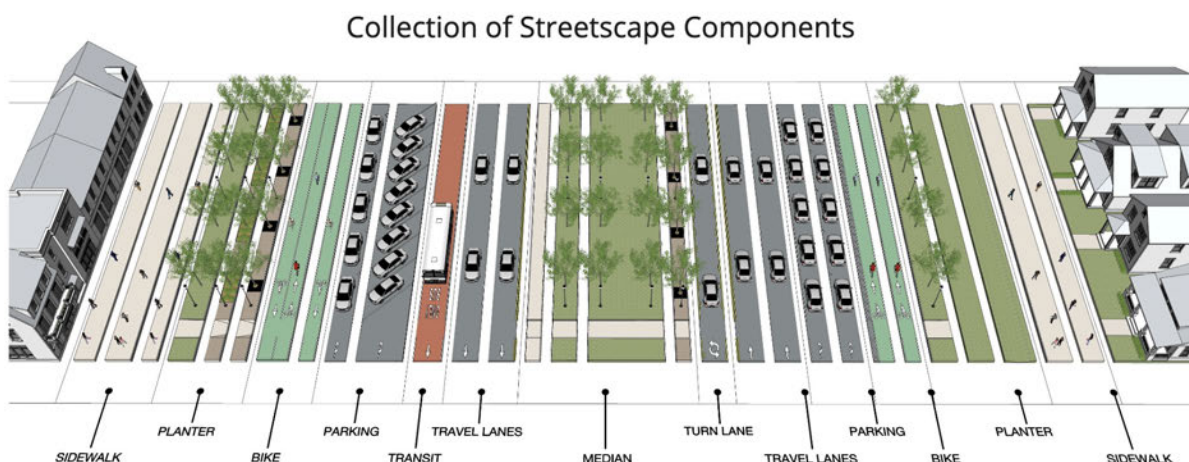 Collection of Streetscape Components
SIDEWALK
PLANTER
BIKE
PARKING
TRANSIT
TRAVEL LANES
MEDIAN
TURN LANE
TRAVEL LANES
PARKING
BIKE
PLANTER
SIDEWALK